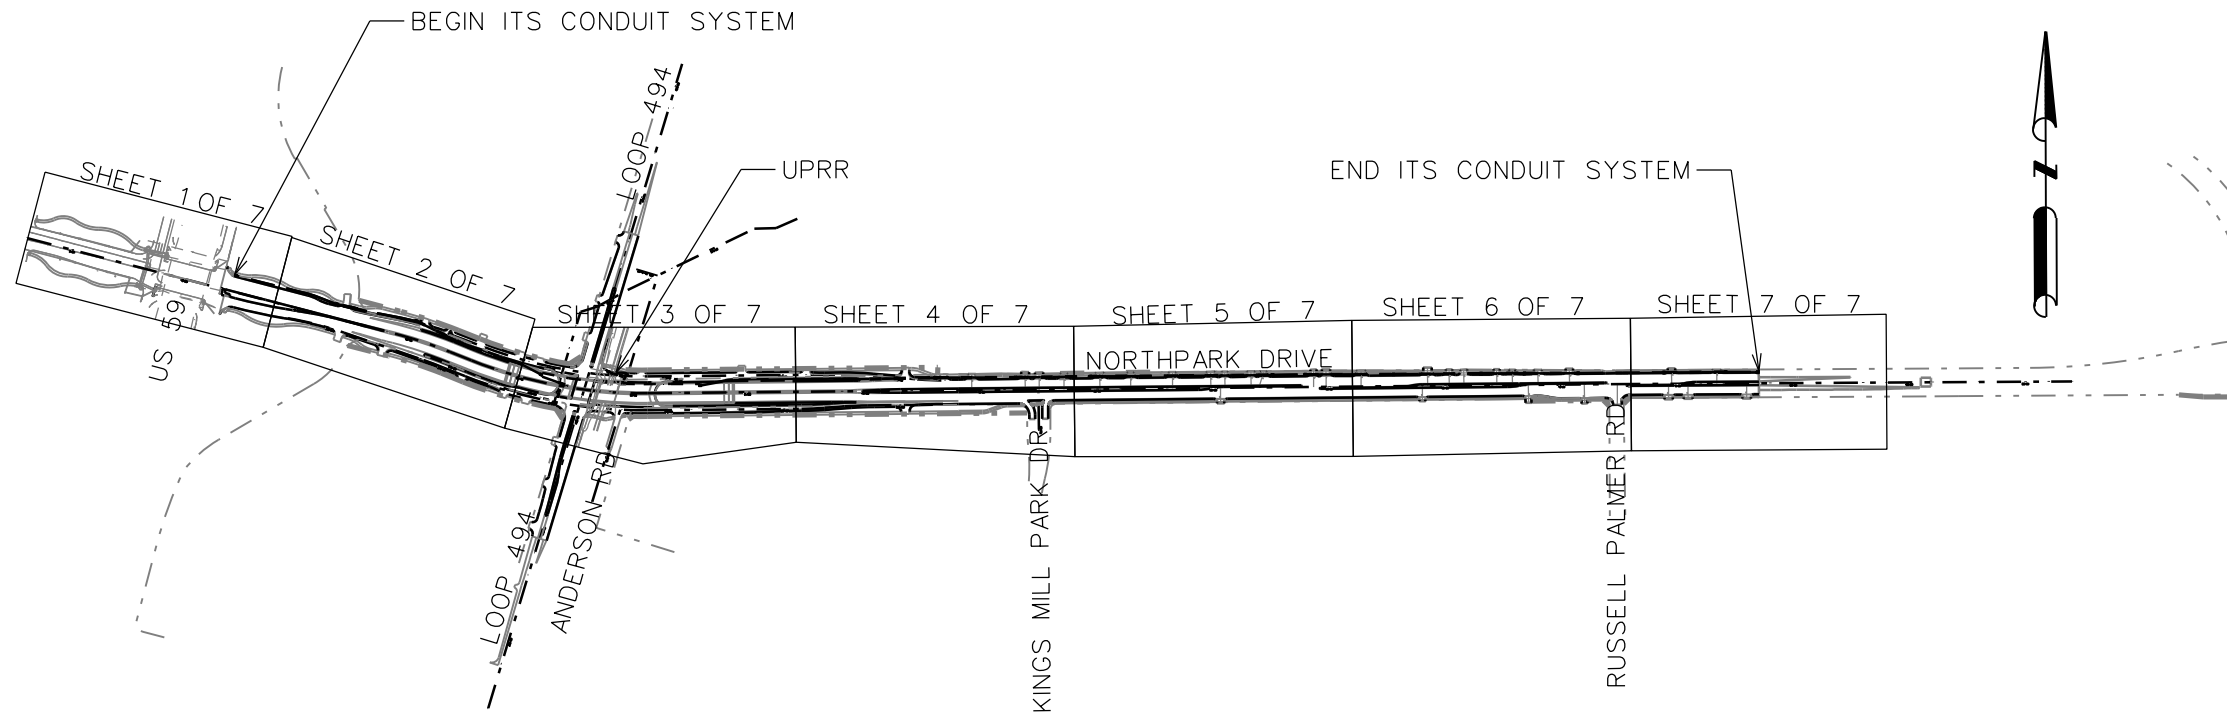 BEGIN ITS CONDUIT SYSTEM
LOOP 494
UPRR
END ITS CONDUIT SYSTEM
N
SHEET 1 OF 7
SHEET 2 OF 7
SHEET 3 OF 7
SHEET 4 OF 7
SHEET 5 OF 7
SHEET 6 OF 7
SHEET 7 OF 7
NORTHPARK DRIVE
US 59
LOOP 494
ANDERSON RD
KINGS MILL PARK DR
RUSSELL PALMER RD